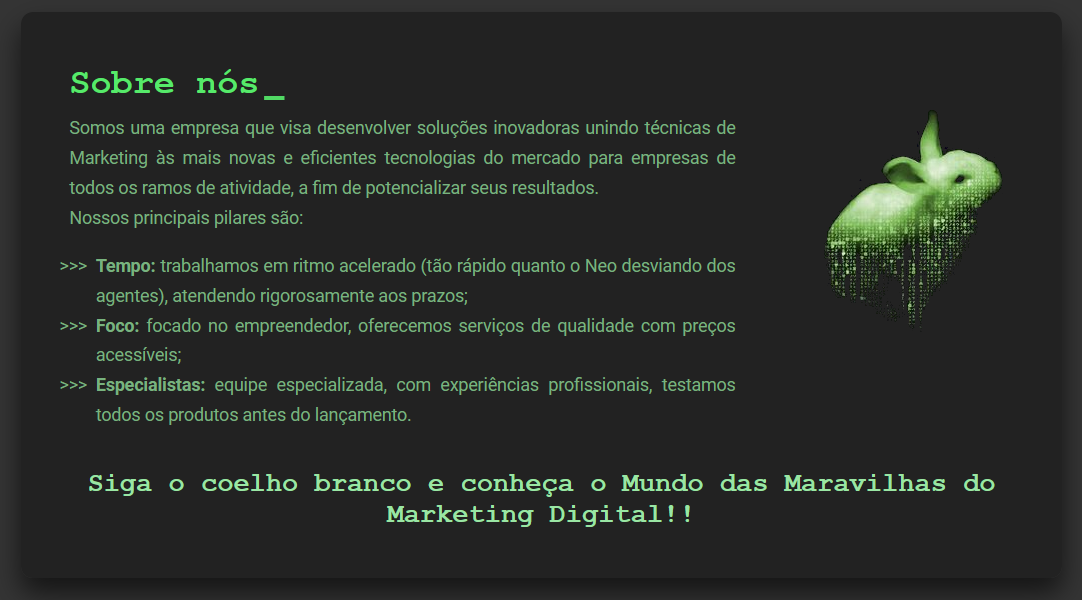 Sobre nós_
Somos uma empresa que visa desenvolver soluções inovadoras unindo técnicas de
Marketing às mais novas e eficientes tecnologias do mercado para empresas de
todos os ramos de atividade, a fim de potencializar seus resultados.
Nossos principais pilares são:
>>> Tempo: trabalhamos em ritmo acelerado (tão rápido quanto o Neo desviando dos
agentes), atendendo rigorosamente aos prazos;
>>> Foco: focado no empreendedor, oferecemos serviços de qualidade com preços
acessíveis;
>>> Especialistas: equipe especializada, com experiências profissionais, testamos
todos os produtos antes do lançamento.
Siga o coelho branco e conheça o Mundo das Maravilhas do
Marketing Digital!!